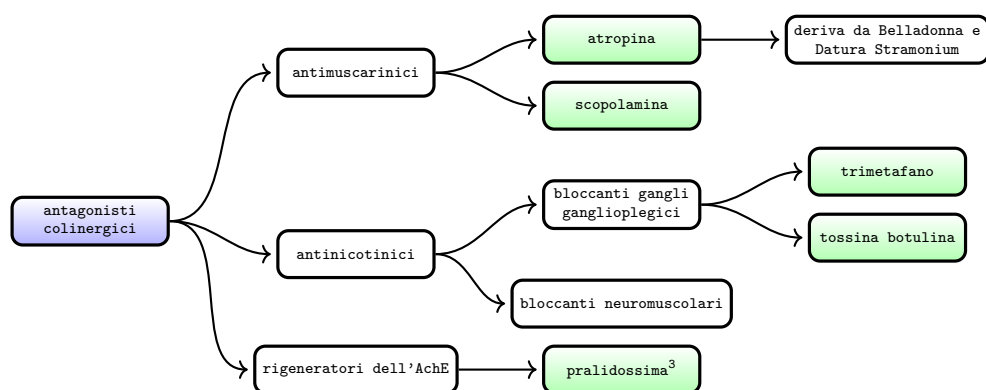 atropina
deriva da Belladonna e
Datura Stramonium
antimuscarinici
scopolamina
trimetafano
bloccanti gangli
ganglioplegici
antagonisti
colinergici
tossina botulina
antinicotinici
bloccanti neuromuscolari
rigeneratori dell'AchE
pralidossima³